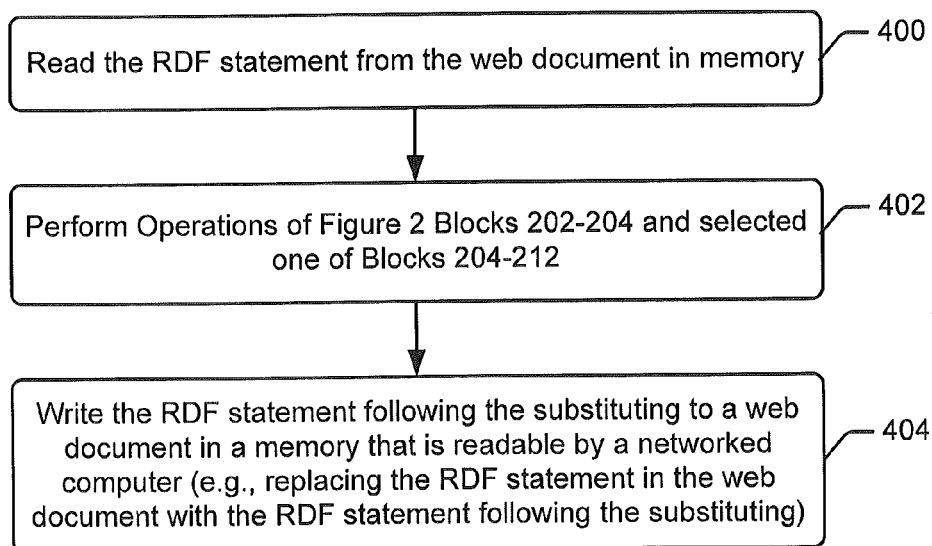 Read the RDF statement from the web document in memory
400
Perform Operations of Figure 2 Blocks 202-204 and selected
one of Blocks 204-212
402
Write the RDF statement following the substituting to a web
document in a memory that is readable by a networked
computer (e.g., replacing the RDF statement in the web
document with the RDF statement following the substituting)
404